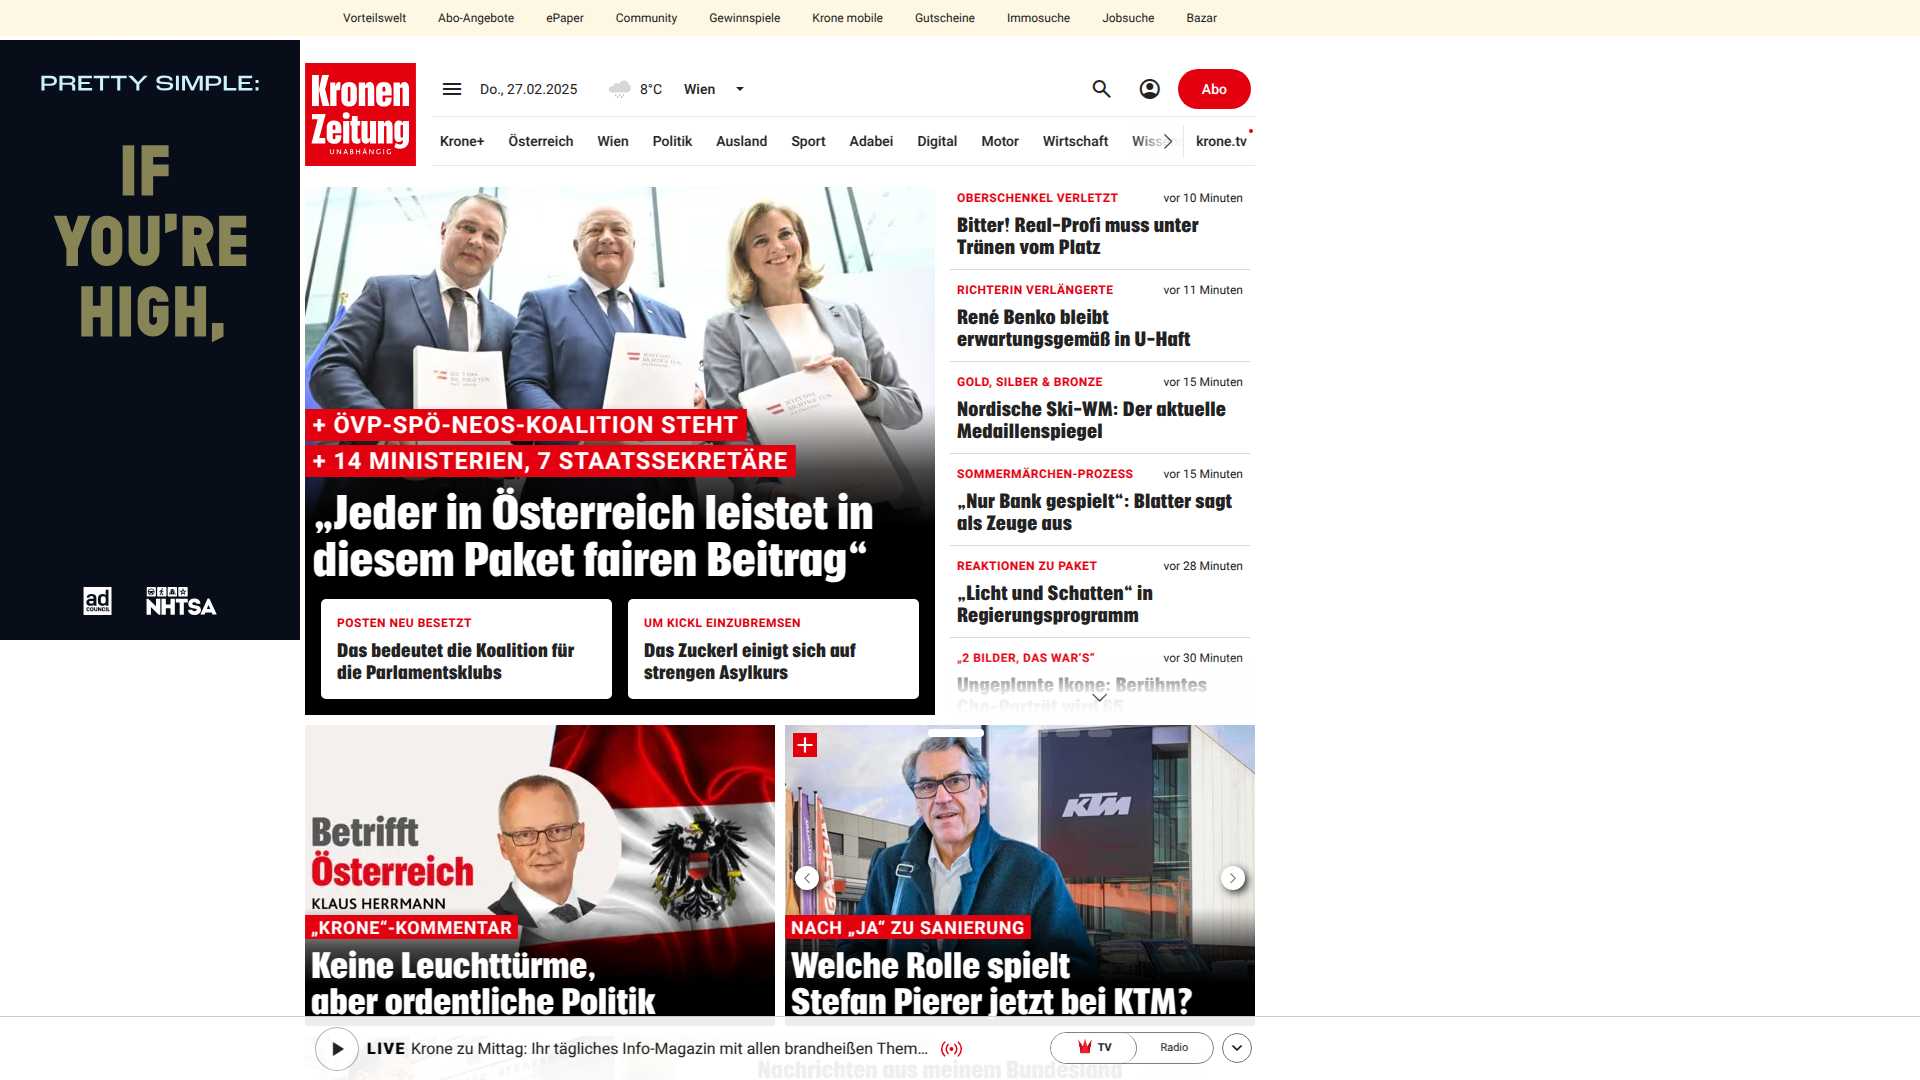 Vorteilswelt Abo-Angebote ePaper Community Gewinnspiele Krone mobile Gutscheine Immosuche Jobsuche Bazar
PRETTY SIMPLE:
IF
YOU'RE
HIGH,
ad
COUNCIL
NHTSA
Kronen
Zeitung
UNABHÄNGIG
Do., 27.02.2025 8°C Wien
Abo
Krone+ Österreich Wien Politik Ausland Sport Adabei Digital Motor Wirtschaft krone.tv
+ ÖVP-SPÖ-NEOS-KOALITION STEHT
+ 14 MINISTERIEN, 7 STAATSSEKRETÄRE
„Jeder in Österreich leistet in
diesem Paket fairen Beitrag“
POSTEN NEU BESETZT
Das bedeutet die Koalition für
die Parlamentsklubs
UM KICKL EINZUBREMSEN
Das Zuckerl einigt sich auf
strengen Asylkurs
OBERSCHENKEL VERLETZT vor 10 Minuten
Bitter! Real-Profi muss unter
Tränen vom Platz
RICHTERIN VERLÄNGERTE vor 11 Minuten
René Benko bleibt
erwartungsgemäß in U-Haft
GOLD, SILBER & BRONZE vor 15 Minuten
Nordische Ski-WM: Der aktuelle
Medaillenspiegel
SOMMERMÄRCHEN-PROZESS vor 15 Minuten
„Nur Bank gespielt“: Blatter sagt
als Zeuge aus
REAKTIONEN ZU PAKET vor 28 Minuten
„Licht und Schatten“ in
Regierungsprogramm
„2 BILDER, DAS WAR’S“ vor 30 Minuten
Ungeplante Ikone: Berühmtes
Che-Porträt wird 65
Betrifft
Österreich
KLAUS HERRMANN
„KRONE“-KOMMENTAR
Keine Leuchttürme,
aber ordentliche Politik
KTM
NACH „JA“ ZU SANIERUNG
Welche Rolle spielt
Stefan Pierer jetzt bei KTM?
LIVE Krone zu Mittag: Ihr tägliches Info-Magazin mit allen brandheißen Them...
TV Radio
Nachrichten aus meinem Bundesland